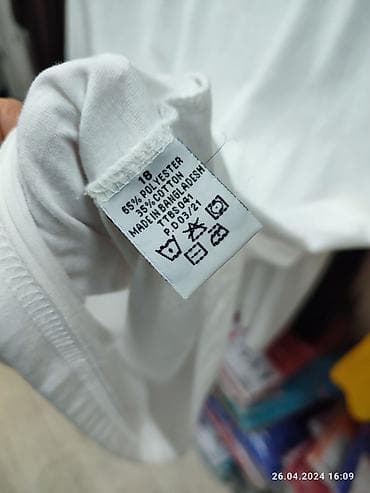 18
65% POLYESTER
35% COTTON
MADE IN BANGLADESH
TTBS041
P.D 03/21
26.04.2024 16:09